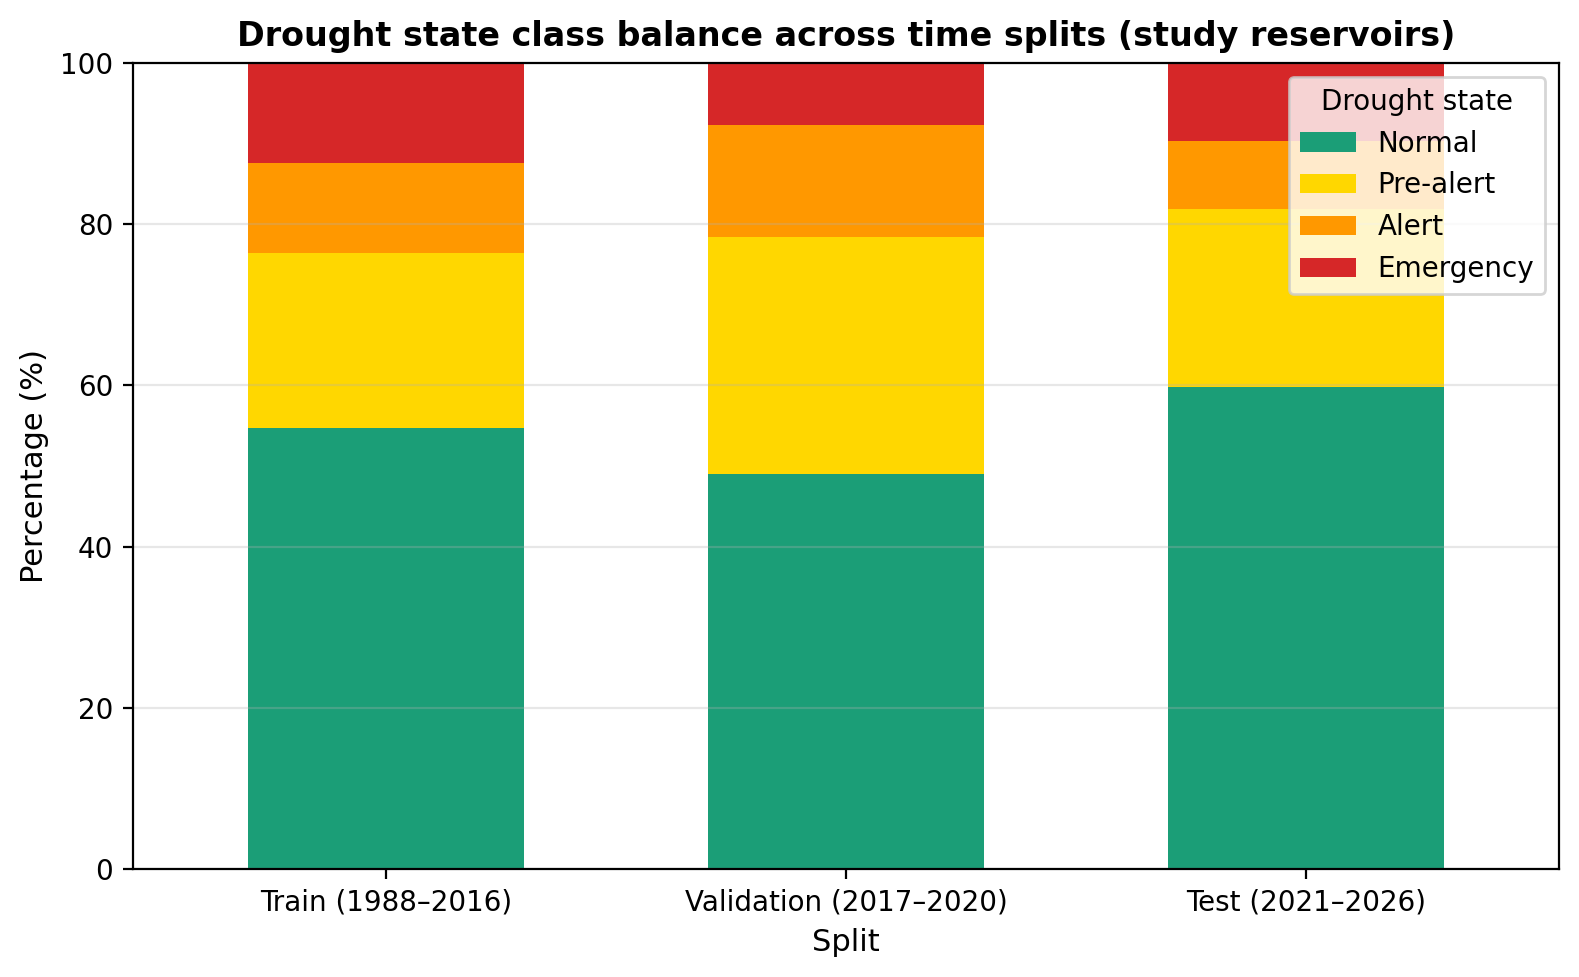 Drought state class balance across time splits (study reservoirs)
Percentage (%)
100
80
60
40
20
0
Drought state
Normal
Pre-alert
Alert
Emergency
Train (1988–2016)
Validation (2017–2020)
Test (2021–2026)
Split